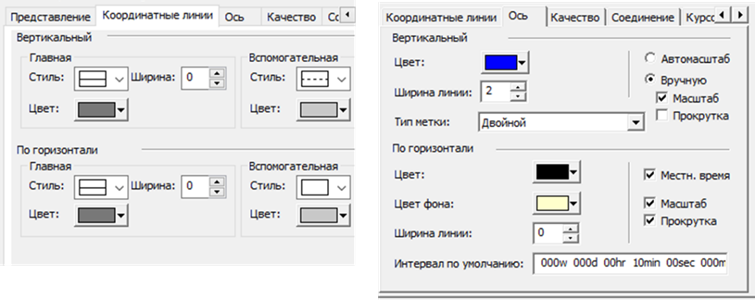 Представление Координатные линии Ось Качество
Вертикальный
Главная Вспомогательная
Стиль: Ширина: 0 Стиль:
Цвет: Цвет:
По горизонтали
Главная Вспомогательная
Стиль: Ширина: 0 Стиль:
Цвет: Цвет:
Координатные линии Ось Качество Соединение
Вертикальный
Цвет: Автомасштаб
Вручную
Ширина линии: 2 Масштаб
Прокрутка
Тип метки: Двойной
По горизонтали
Цвет: Местн. время
Цвет фона: Масштаб
Прокрутка
Ширина линии: 0
Интервал по умолчанию: 000w 000d 00hr 10min 00sec 000m